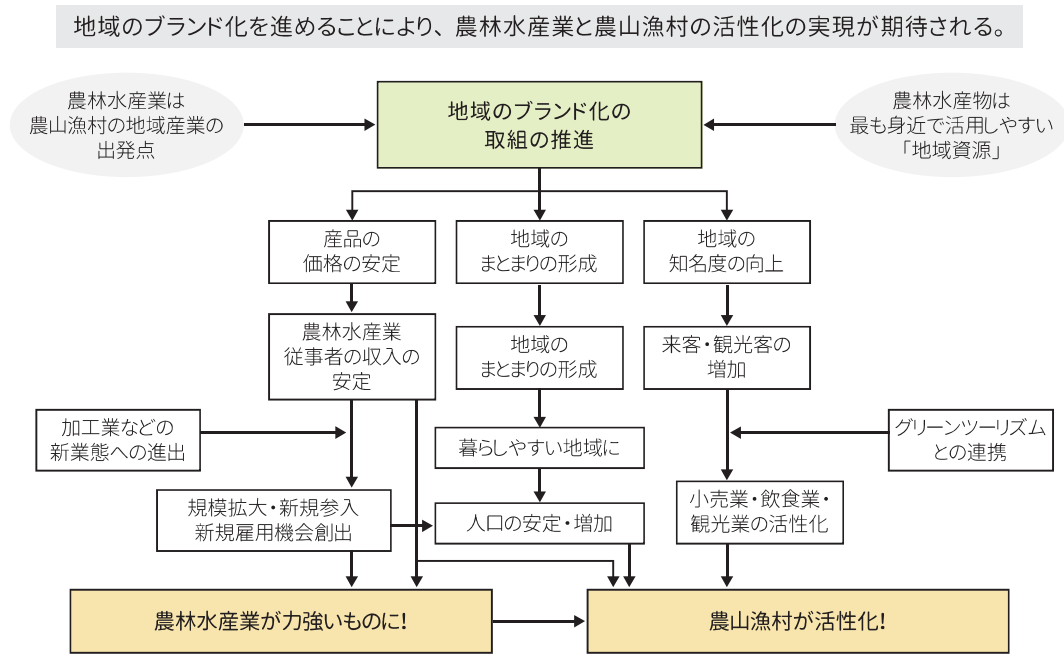 地域のブランド化を進めることにより、農林水産業と農山漁村の活性化の実現が期待される。
農林水産業は
農山漁村の地域産業の
出発点
地域のブランド化の
取組の推進
農林水産物は
最も身近で活用しやすい
「地域資源」
産品の
価格の安定
地域の
まとまりの形成
地域の
知名度の向上
農林水産業
従事者の収入の
安定
地域の
まとまりの形成
来客・観光客の
増加
加工業などの
新業態への進出
暮らしやすい地域に
グリーンツーリズム
との連携
規模拡大・新規参入
新規雇用機会創出
人口の安定・増加
小売業・飲食業・
観光業の活性化
農林水産業が力強いものに!
農山漁村が活性化!